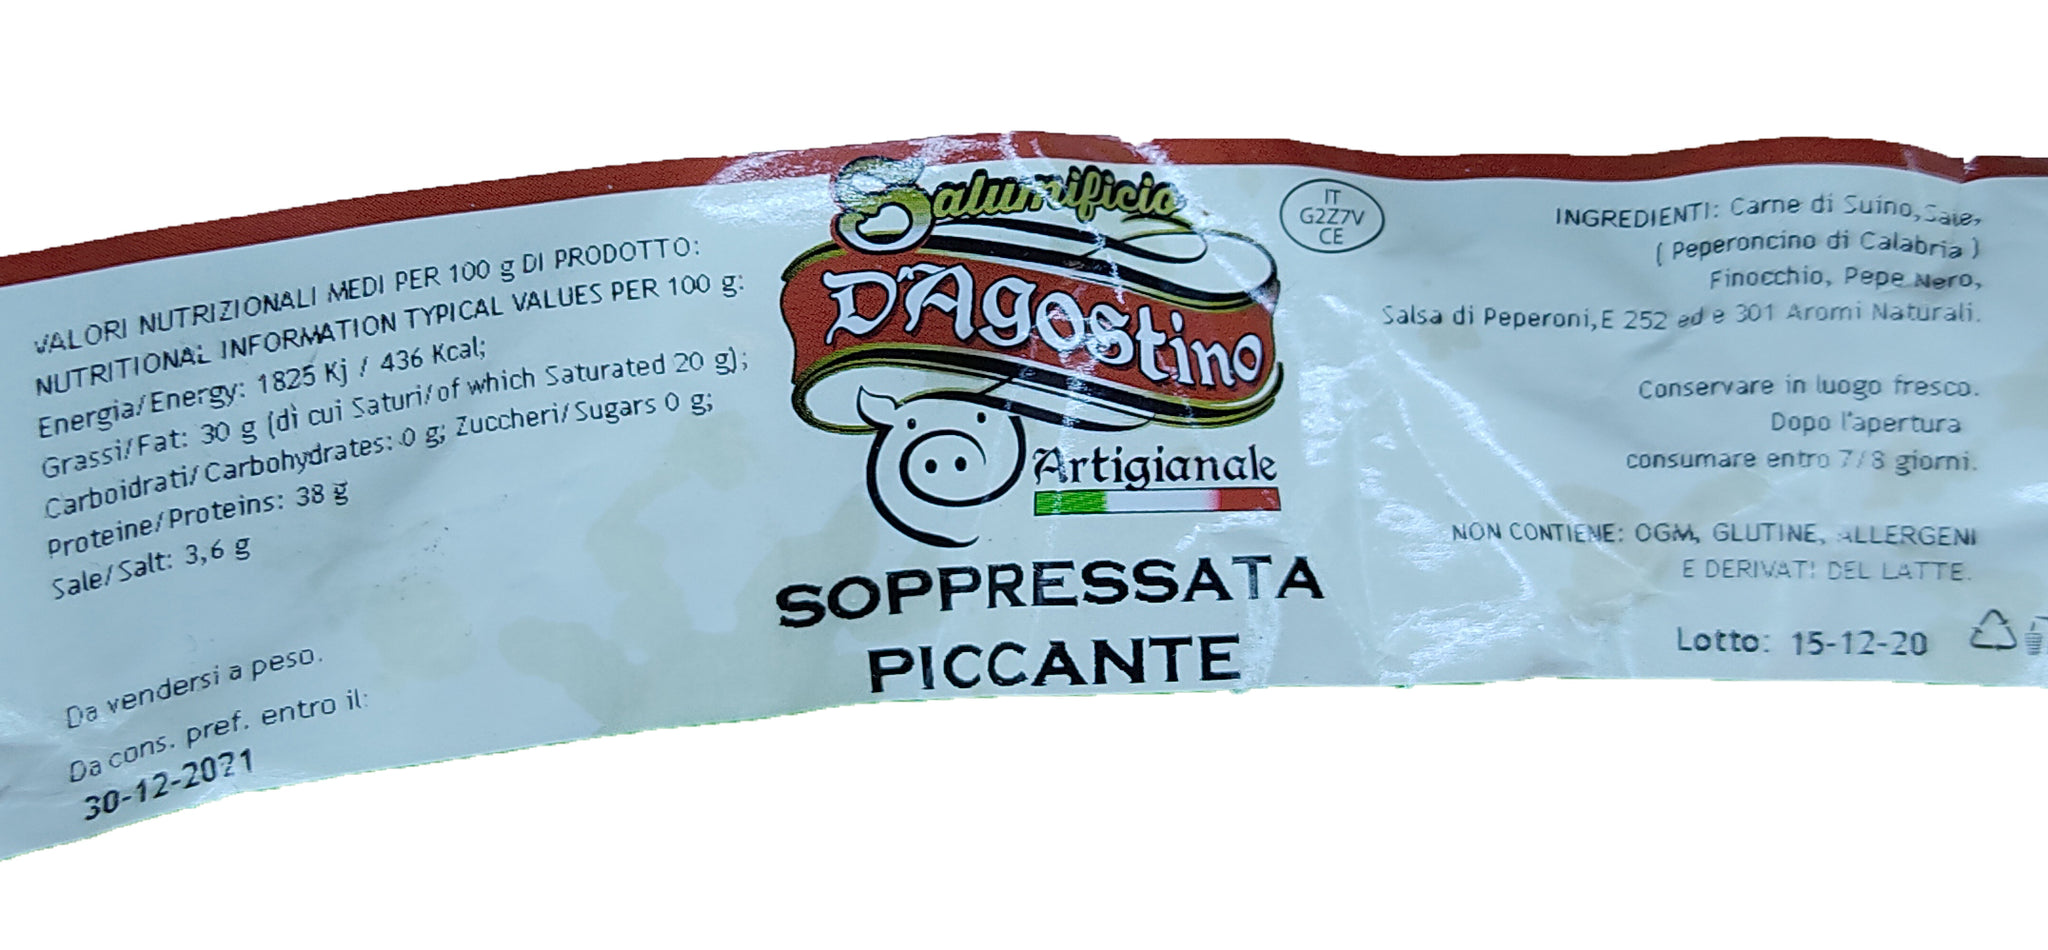 VALORI NUTRIZIONALI MEDI PER 100 g DI PRODOTTO:
NUTRITIONAL INFORMATION TYPICAL VALUES PER 100 g:
Energia/Energy: 1825 Kj / 436 Kcal;
Grassi/Fat: 30 g (di cui Saturi/of which Saturated 20 g);
Carboidrati/Carbohydrates: 0 g; Zuccheri/Sugars 0 g;
Proteine/Proteins: 38 g
Sale/Salt: 3,6 g
Da vendersi a peso.
Da cons. pref. entro il:
30-12-2021
Salumificio
D'Agostino
Artigianale
SOPPRESSATA
PICCANTE
IT
G2Z7V
CE
INGREDIENTI: Carne di Suino, Sale,
( Peperoncino di Calabria )
Finocchio, Pepe Nero,
Salsa di Peperoni, E 252 ed e 301 Aromi Naturali.
Conservare in luogo fresco.
Dopo l'apertura
consumare entro 7/8 giorni.
NON CONTIENE: OGM, GLUTINE, ALLERGENI
E DERIVATI DEL LATTE.
Lotto: 15-12-20